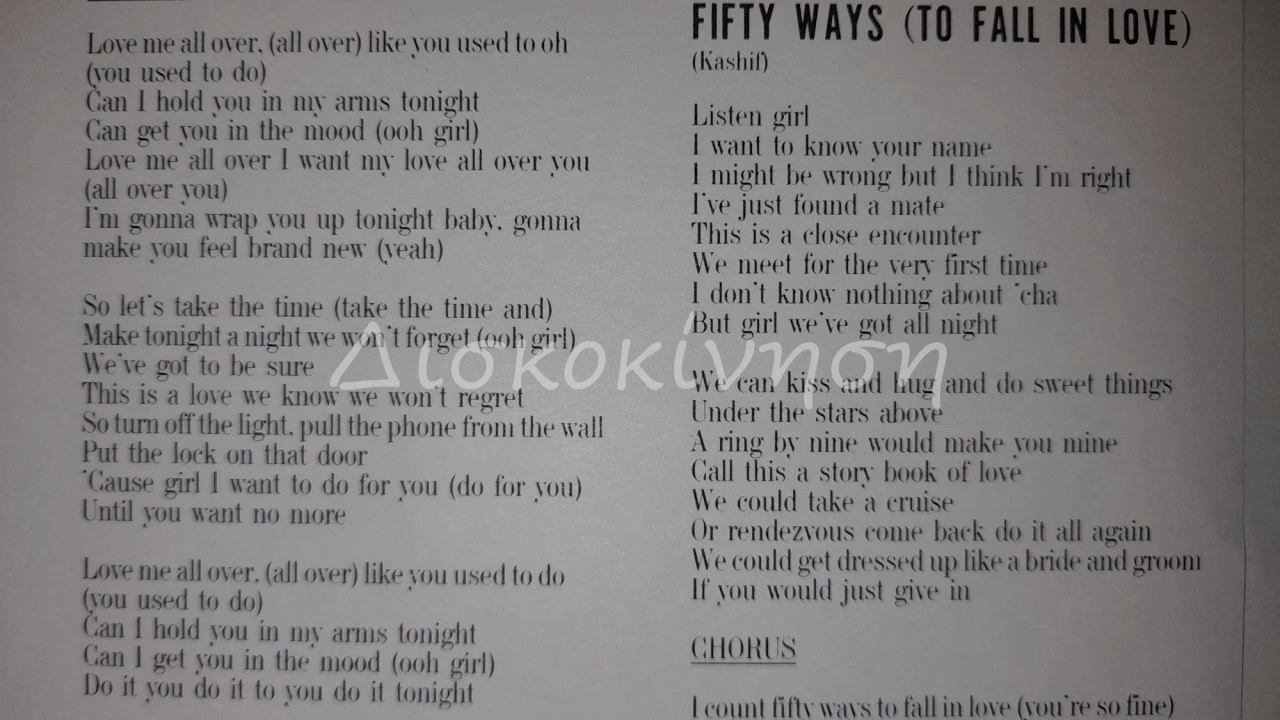 Love me all over, (all over) like you used to oh
(you used to do)
Can I hold you in my arms tonight
Can get you in the mood (ooh girl)
Love me all over I want my love all over you
(all over you)
I'm gonna wrap you up tonight baby, gonna
make you feel brand new (yeah)
So let's take the time (take the time and)
Make tonight a night we won't forget (ooh girl)
We've got to be sure
This is a love we know we won't regret
So turn off the light, pull the phone from the wall
Put the lock on that door
'Cause girl I want to do for you (do for you)
Until you want no more
Love me all over, (all over) like you used to do
(you used to do)
Can I hold you in my arms tonight
Can I get you in the mood (ooh girl)
Do it you do it to you do it tonight
FIFTY WAYS (TO FALL IN LOVE)
(Kashif)
Listen girl
I want to know your name
I might be wrong but I think I'm right
I've just found a mate
This is a close encounter
We meet for the very first time
I don't know nothing about 'cha
But girl we've got all night
We can kiss and hug and do sweet things
Under the stars above
A ring by nine would make you mine
Call this a story book of love
We could take a cruise
Or rendezvous come back do it all again
We could get dressed up like a bride and groom
If you would just give in
CHORUS
I count fifty ways to fall in love (you're so fine)
Δισκοκίνηση